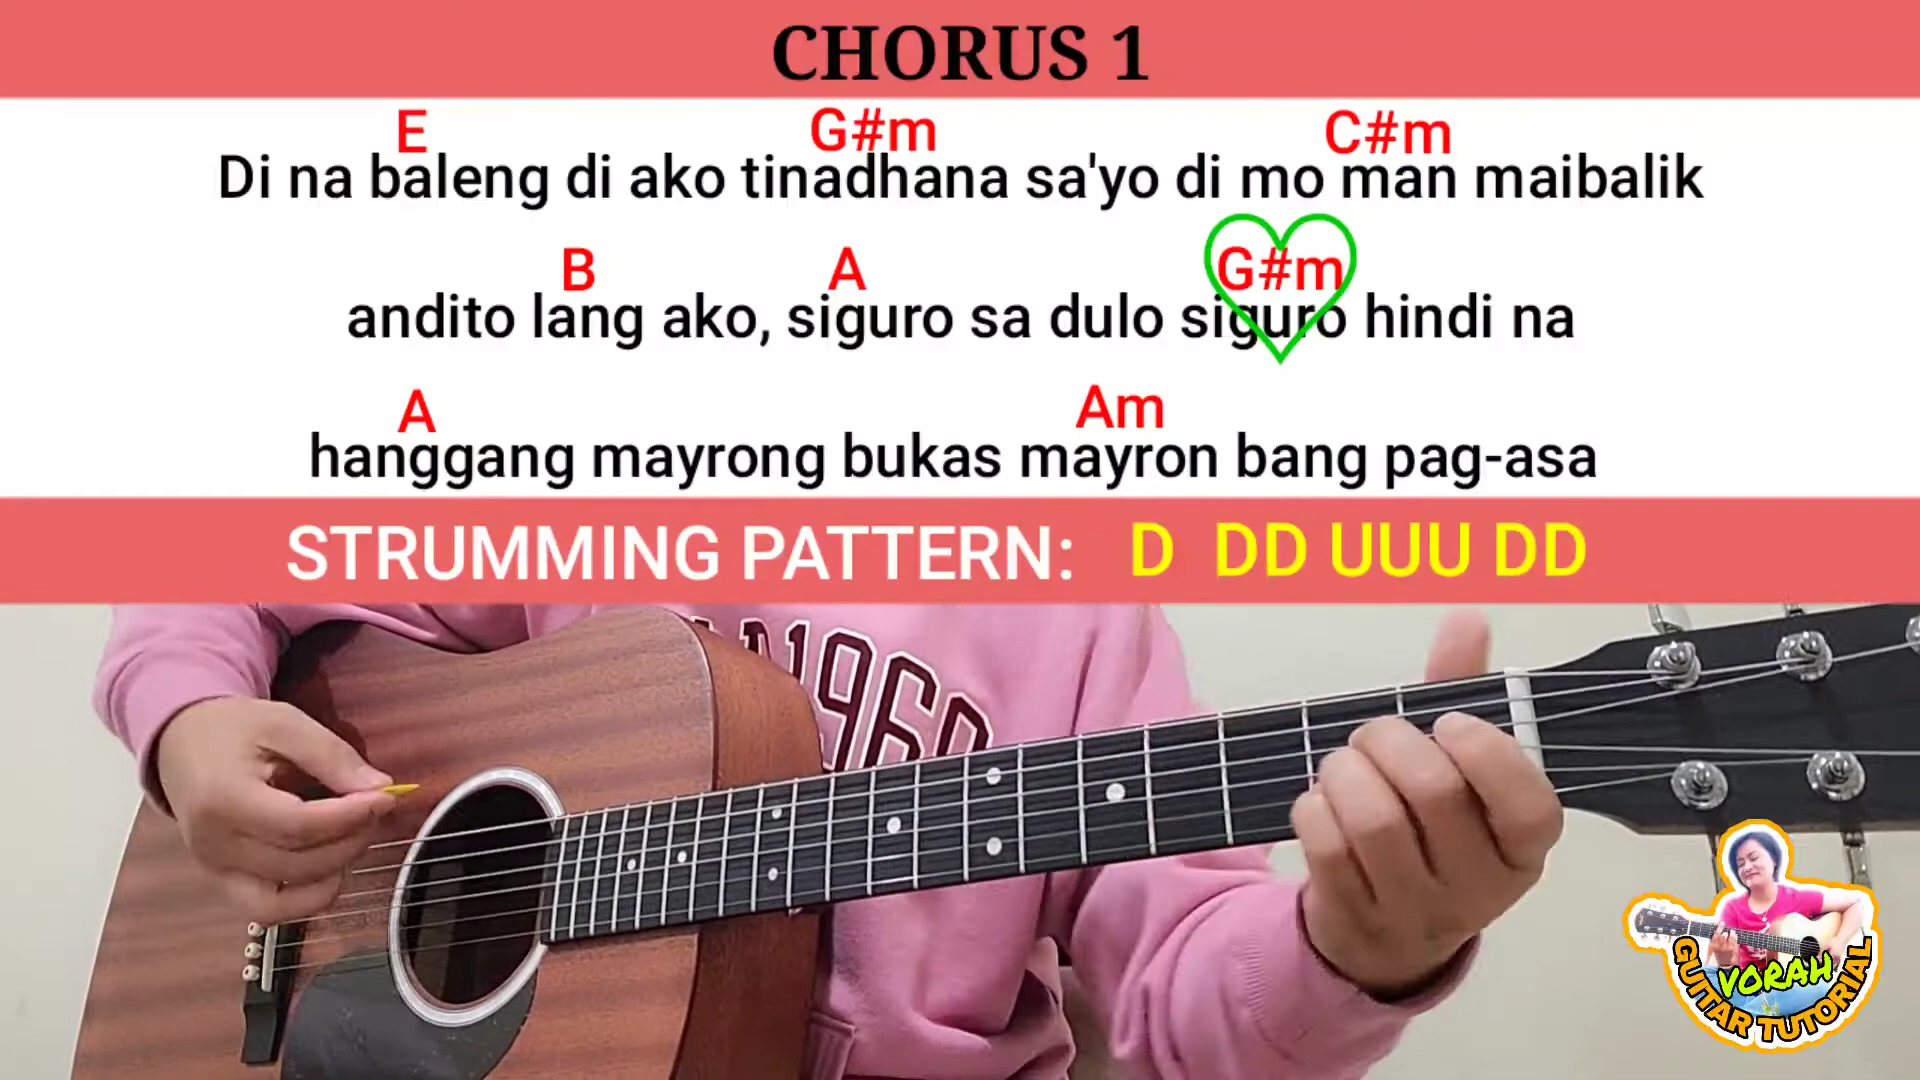 CHORUS 1
E G#m C#m
Di na baleng di ako tinadhana sa'yo di mo man maibalik
B A G#m
andito lang ako, siguro sa dulo siguro hindi na
A Am
hanggang mayrong bukas mayron bang pag-asa
STRUMMING PATTERN: D DD UUU DD
1960
VORAH
GUITAR TUTORIAL